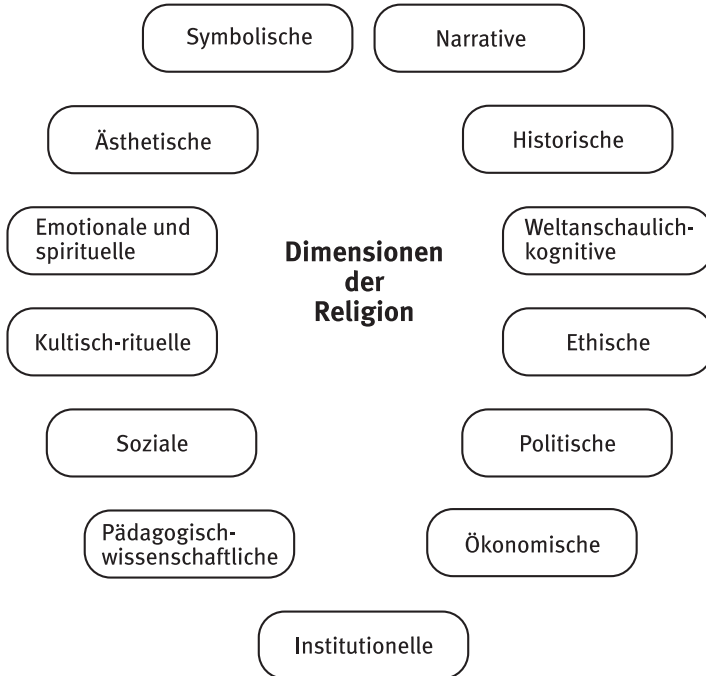 Symbolische
Narrative
Ästhetische
Historische
Emotionale und
spirituelle
Dimensionen
der
Religion
Weltanschaulich-
kognitive
Kultisch-rituelle
Ethische
Soziale
Politische
Pädagogisch-
wissenschaftliche
Ökonomische
Institutionelle